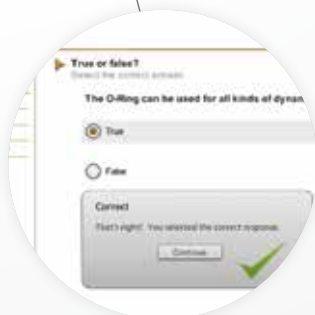 True or false?
Select the correct answer.
The O-Ring can be used for all kinds of dynam
True
False
Correct
That's right! You selected the correct response.
Continue